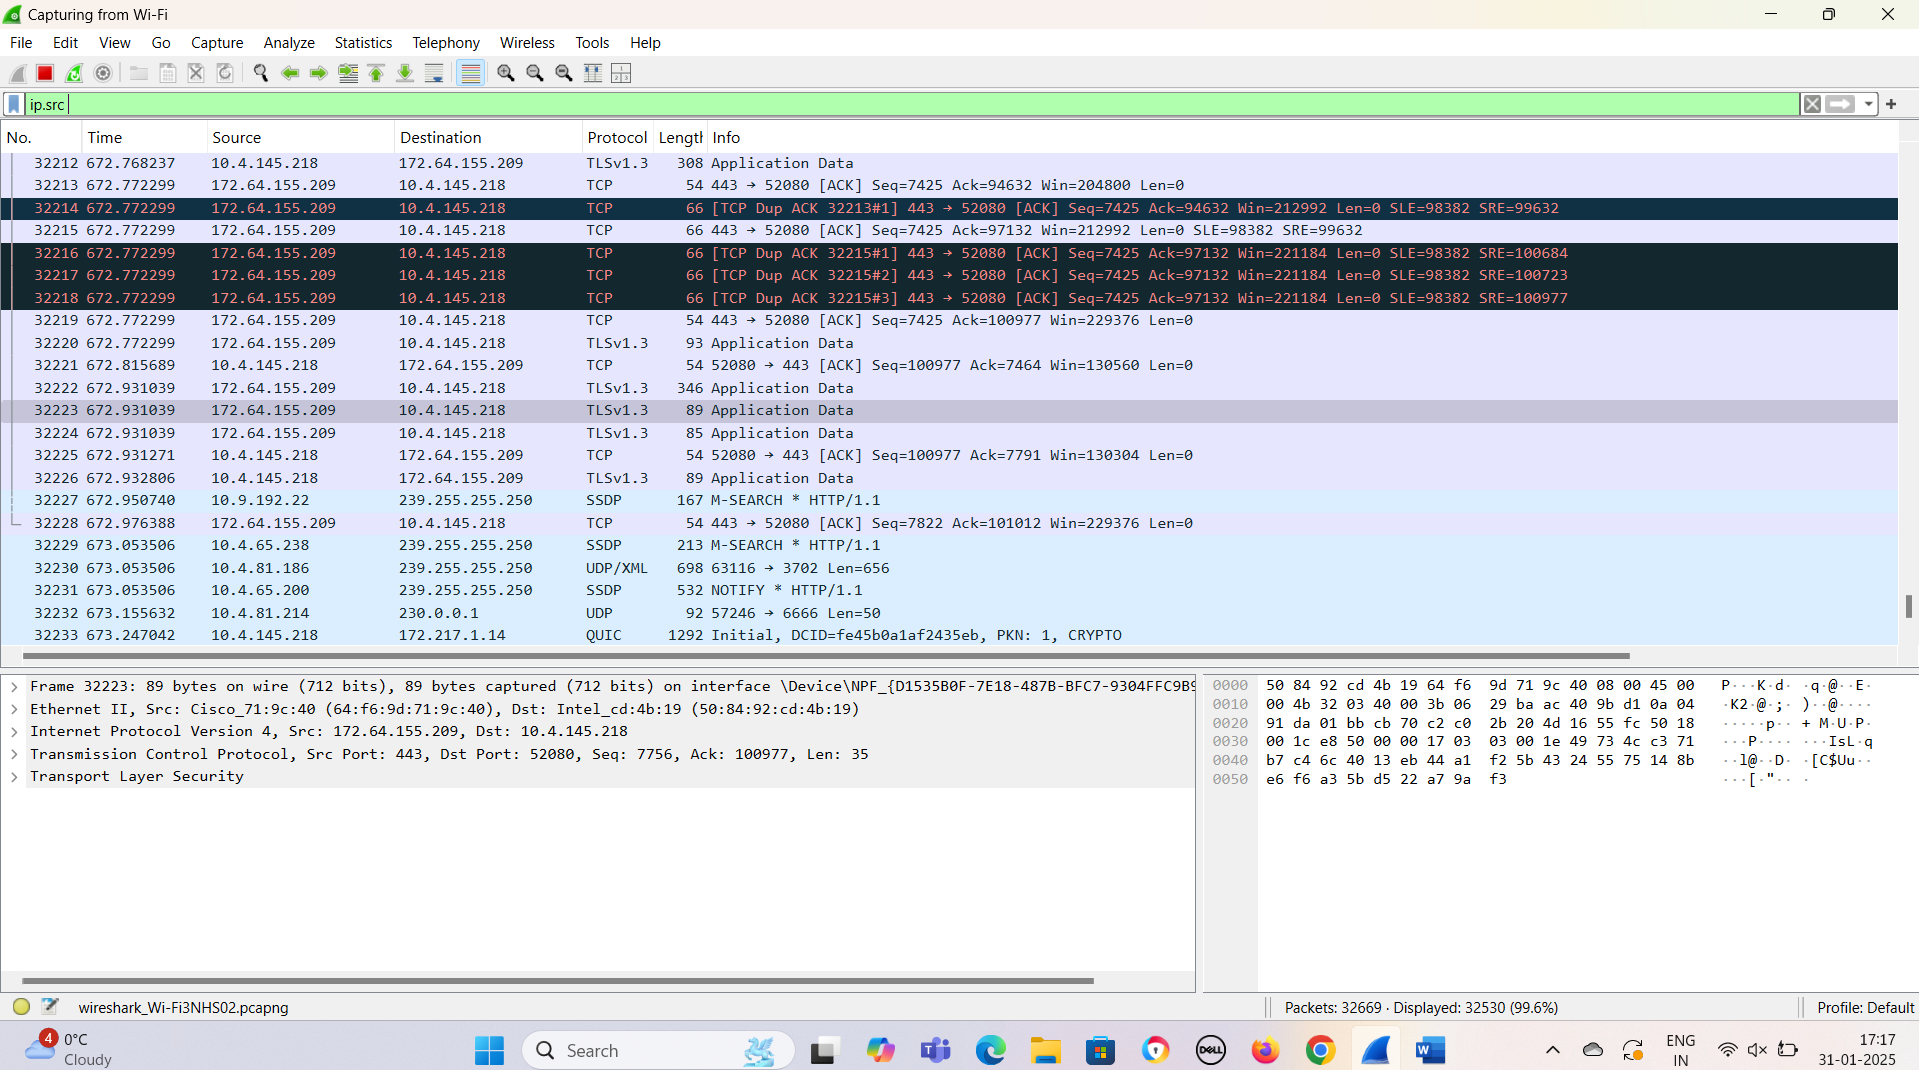 Capturing from Wi-Fi
File Edit View Go Capture Analyze Statistics Telephony Wireless Tools Help
ip.src
No. Time Source Destination Protocol Length Info
32212 672.768237 10.4.145.218 172.64.155.209 TLSv1.3 308 Application Data
32213 672.772299 172.64.155.209 10.4.145.218 TCP 54 443 → 52080 [ACK] Seq=7425 Ack=94632 Win=204800 Len=0
32214 672.772299 172.64.155.209 10.4.145.218 TCP 66 [TCP Dup ACK 32213#1] 443 → 52080 [ACK] Seq=7425 Ack=94632 Win=212992 Len=0 SLE=98382 SRE=99632
32215 672.772299 172.64.155.209 10.4.145.218 TCP 66 443 → 52080 [ACK] Seq=7425 Ack=97132 Win=212992 Len=0 SLE=98382 SRE=99632
32216 672.772299 172.64.155.209 10.4.145.218 TCP 66 [TCP Dup ACK 32215#1] 443 → 52080 [ACK] Seq=7425 Ack=97132 Win=221184 Len=0 SLE=98382 SRE=100684
32217 672.772299 172.64.155.209 10.4.145.218 TCP 66 [TCP Dup ACK 32215#2] 443 → 52080 [ACK] Seq=7425 Ack=97132 Win=221184 Len=0 SLE=98382 SRE=100723
32218 672.772299 172.64.155.209 10.4.145.218 TCP 66 [TCP Dup ACK 32215#3] 443 → 52080 [ACK] Seq=7425 Ack=97132 Win=221184 Len=0 SLE=98382 SRE=100977
32219 672.772299 172.64.155.209 10.4.145.218 TCP 54 443 → 52080 [ACK] Seq=7425 Ack=100977 Win=229376 Len=0
32220 672.772299 172.64.155.209 10.4.145.218 TLSv1.3 93 Application Data
32221 672.815689 10.4.145.218 172.64.155.209 TCP 54 52080 → 443 [ACK] Seq=100977 Ack=7464 Win=130560 Len=0
32222 672.931039 172.64.155.209 10.4.145.218 TLSv1.3 346 Application Data
32223 672.931039 172.64.155.209 10.4.145.218 TLSv1.3 89 Application Data
32224 672.931039 172.64.155.209 10.4.145.218 TLSv1.3 85 Application Data
32225 672.931271 10.4.145.218 172.64.155.209 TCP 54 52080 → 443 [ACK] Seq=100977 Ack=7791 Win=130304 Len=0
32226 672.932806 10.4.145.218 172.64.155.209 TLSv1.3 89 Application Data
32227 672.950740 10.9.192.22 239.255.255.250 SSDP 167 M-SEARCH * HTTP/1.1
32228 672.976388 172.64.155.209 10.4.145.218 TCP 54 443 → 52080 [ACK] Seq=7822 Ack=101012 Win=229376 Len=0
32229 673.053506 10.4.65.238 239.255.255.250 SSDP 213 M-SEARCH * HTTP/1.1
32230 673.053506 10.4.81.186 239.255.255.250 UDP/XML 698 63116 → 3702 Len=656
32231 673.053506 10.4.65.200 239.255.255.250 SSDP 532 NOTIFY * HTTP/1.1
32232 673.155632 10.4.81.214 230.0.0.1 UDP 92 57246 → 6666 Len=50
32233 673.247042 10.4.145.218 172.217.1.14 QUIC 1292 Initial, DCID=fe45b0a1af2435eb, PKN: 1, CRYPTO
Frame 32223: 89 bytes on wire (712 bits), 89 bytes captured (712 bits) on interface \Device\NPF_{D1535B0F-7E18-487B-BFC7-9304FFC9B9
Ethernet II, Src: Cisco_71:9c:40 (64:f6:9d:71:9c:40), Dst: Intel_cd:4b:19 (50:84:92:cd:4b:19)
Internet Protocol Version 4, Src: 172.64.155.209, Dst: 10.4.145.218
Transmission Control Protocol, Src Port: 443, Dst Port: 52080, Seq: 7756, Ack: 100977, Len: 35
Transport Layer Security
0000 50 84 92 cd 4b 19 64 f6 9d 71 9c 40 08 00 45 00 P···K·d· ·q·@··E·
0010 00 4b 32 03 40 00 3b 06 29 ba ac 40 9b d1 0a 04 ·K2·@·;· )··@····
0020 91 da 01 bb cb 70 c2 c0 2b 20 4d 16 55 fc 50 18 ·····p·· + M·U·P·
0030 00 1c e8 50 00 00 17 03 03 00 1e 49 73 4c c3 71 ···P···· ···IsL·q
0040 b7 c4 6c 40 13 eb 44 a1 f2 5b 43 24 55 75 14 8b ··l@··D· ·[C$Uu··
0050 e6 f6 a3 5b d5 22 a7 9a f3 ···[·"·· ·
wireshark_Wi-Fi3NHS02.pcapng Packets: 32669 · Displayed: 32530 (99.6%) Profile: Default
4 0°C Cloudy
Search
DELL
ENG IN
17:17
31-01-2025